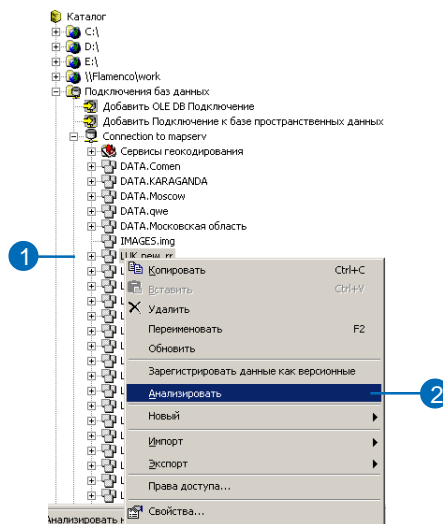 Каталог
C:\
D:\
E:\
\\Flamenco\work
Подключения баз данных
Добавить OLE DB Подключение
Добавить Подключение к базе пространственных данных
Connection to mapserv
Сервисы геокодирования
DATA.Comen
DATA.KARAGANDA
DATA.Moscow
DATA.qwe
DATA.Московская область
IMAGES.img
1
LUK.new_rr
Копировать Ctrl+C
Вставить Ctrl+V
Удалить
Переименовать F2
Обновить
Зарегистрировать данные как версионные
Анализировать
2
Новый
Импорт
Экспорт
Права доступа...
Свойства...
Анализировать